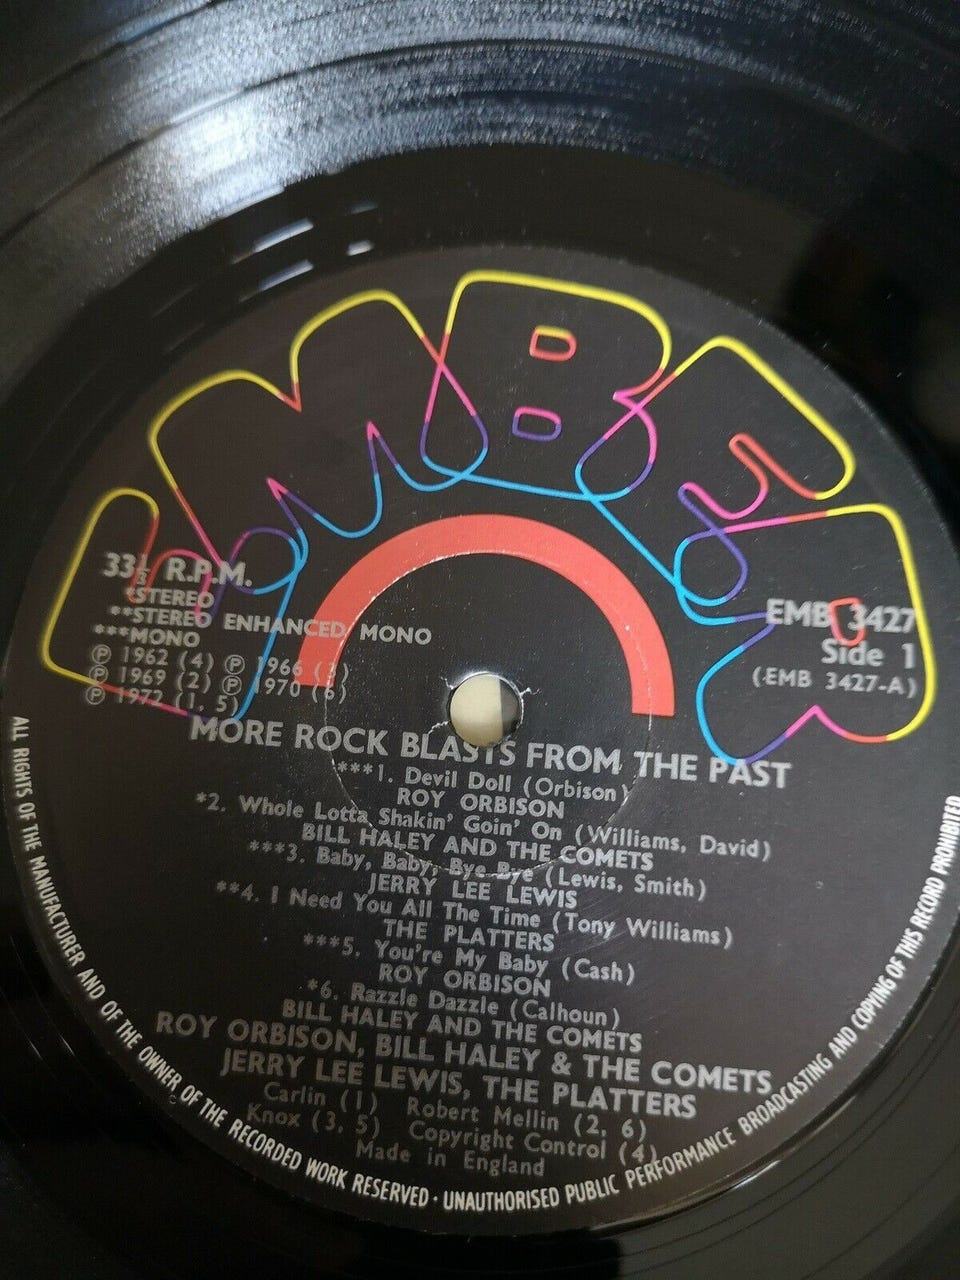 EMBER
33⅓ R.P.M.
*STEREO
**STEREO ENHANCED MONO
***MONO
Ⓟ 1962 (4) Ⓟ 1966 (3)
Ⓟ 1969 (2) Ⓟ 1970 (6)
Ⓟ 1972 (1, 5)
EMB 3427
Side 1
(EMB 3427-A)
MORE ROCK BLASTS FROM THE PAST
***1. Devil Doll (Orbison)
ROY ORBISON
*2. Whole Lotta Shakin' Goin' On (Williams, David)
BILL HALEY AND THE COMETS
***3. Baby, Baby, Bye Bye (Lewis, Smith)
JERRY LEE LEWIS
**4. I Need You All The Time (Tony Williams)
THE PLATTERS
***5. You're My Baby (Cash)
ROY ORBISON
*6. Razzle Dazzle (Calhoun)
BILL HALEY AND THE COMETS
ROY ORBISON, BILL HALEY & THE COMETS
JERRY LEE LEWIS, THE PLATTERS
Carlin (1) Robert Mellin (2, 6)
Knox (3, 5) Copyright Control (4)
Made in England
ALL RIGHTS OF THE MANUFACTURER AND OF THE OWNER OF THE RECORDED WORK RESERVED · UNAUTHORISED PUBLIC PERFORMANCE BROADCASTING AND COPYING OF THIS RECORD PROHIBITED